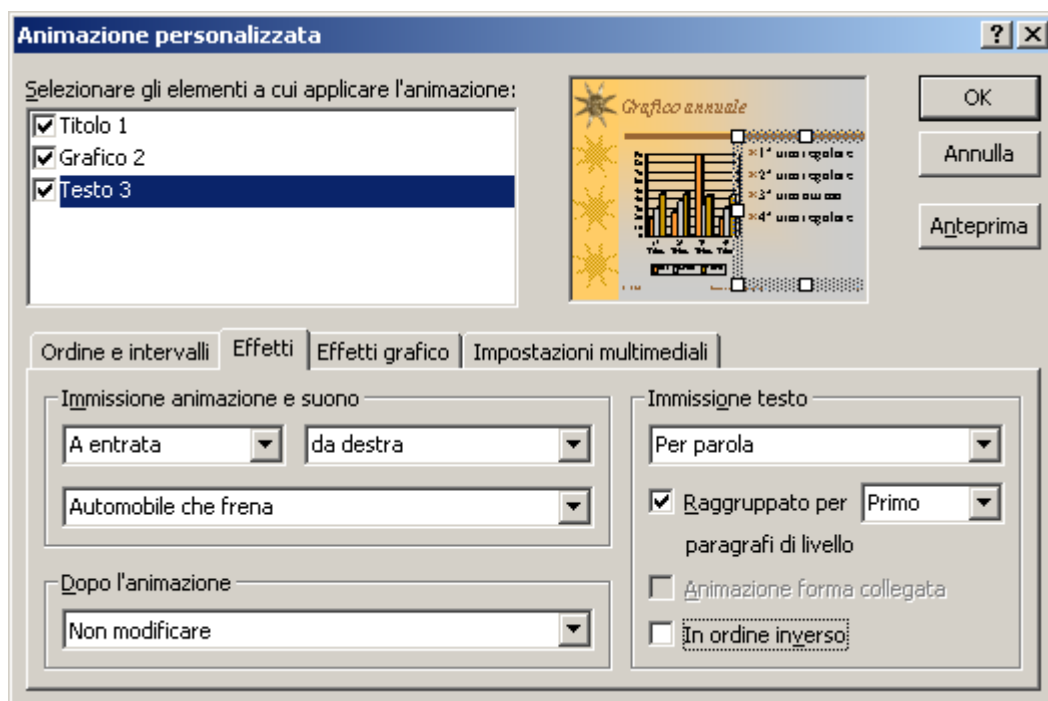 Animazione personalizzata
Selezionare gli elementi a cui applicare l'animazione:
Titolo 1
Grafico 2
Testo 3
Grafico annuale
OK
Annulla
Anteprima
Ordine e intervalli Effetti Effetti grafico Impostazioni multimediali
Immissione animazione e suono
A entrata da destra
Automobile che frena
Dopo l'animazione
Non modificare
Immissione testo
Per parola
Raggruppato per Primo
paragrafi di livello
Animazione forma collegata
In ordine inverso